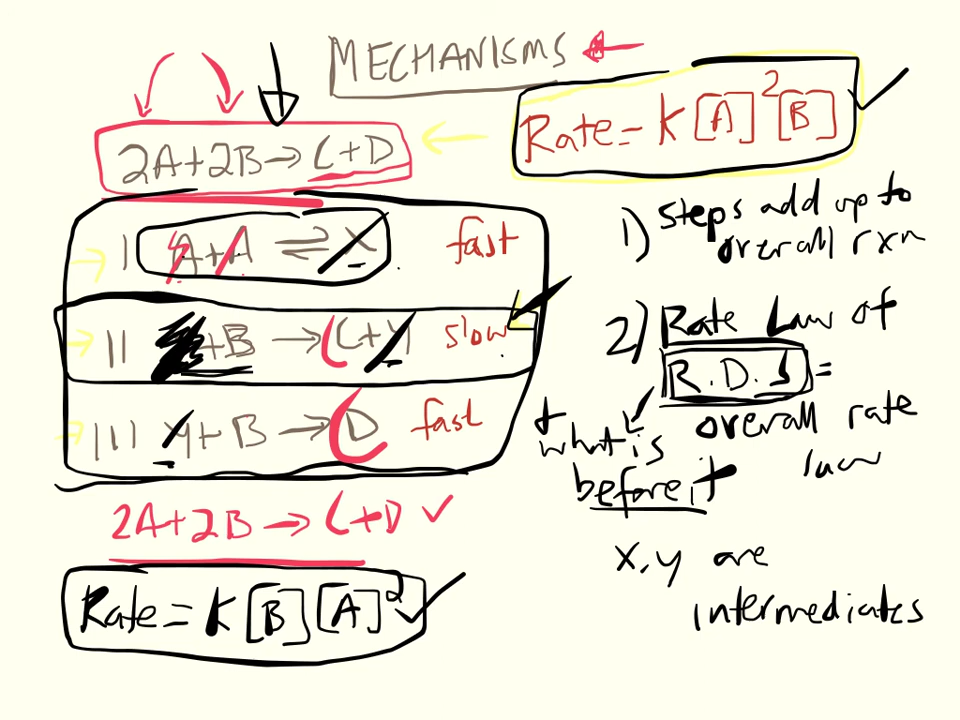 MECHANISMS
Rate = K[A]²[B]
2A+2B→C+D
I A+A ⇌ X fast
II +B → C+Y slow
III Y+B → D fast
2A+2B → C+D ✓
Rate = K[B][A]² ✓
1) Steps add up to
overall rxn
2) Rate Law of
R.D.S =
overall rate
law
+ what is
before it
X, Y are
intermediates